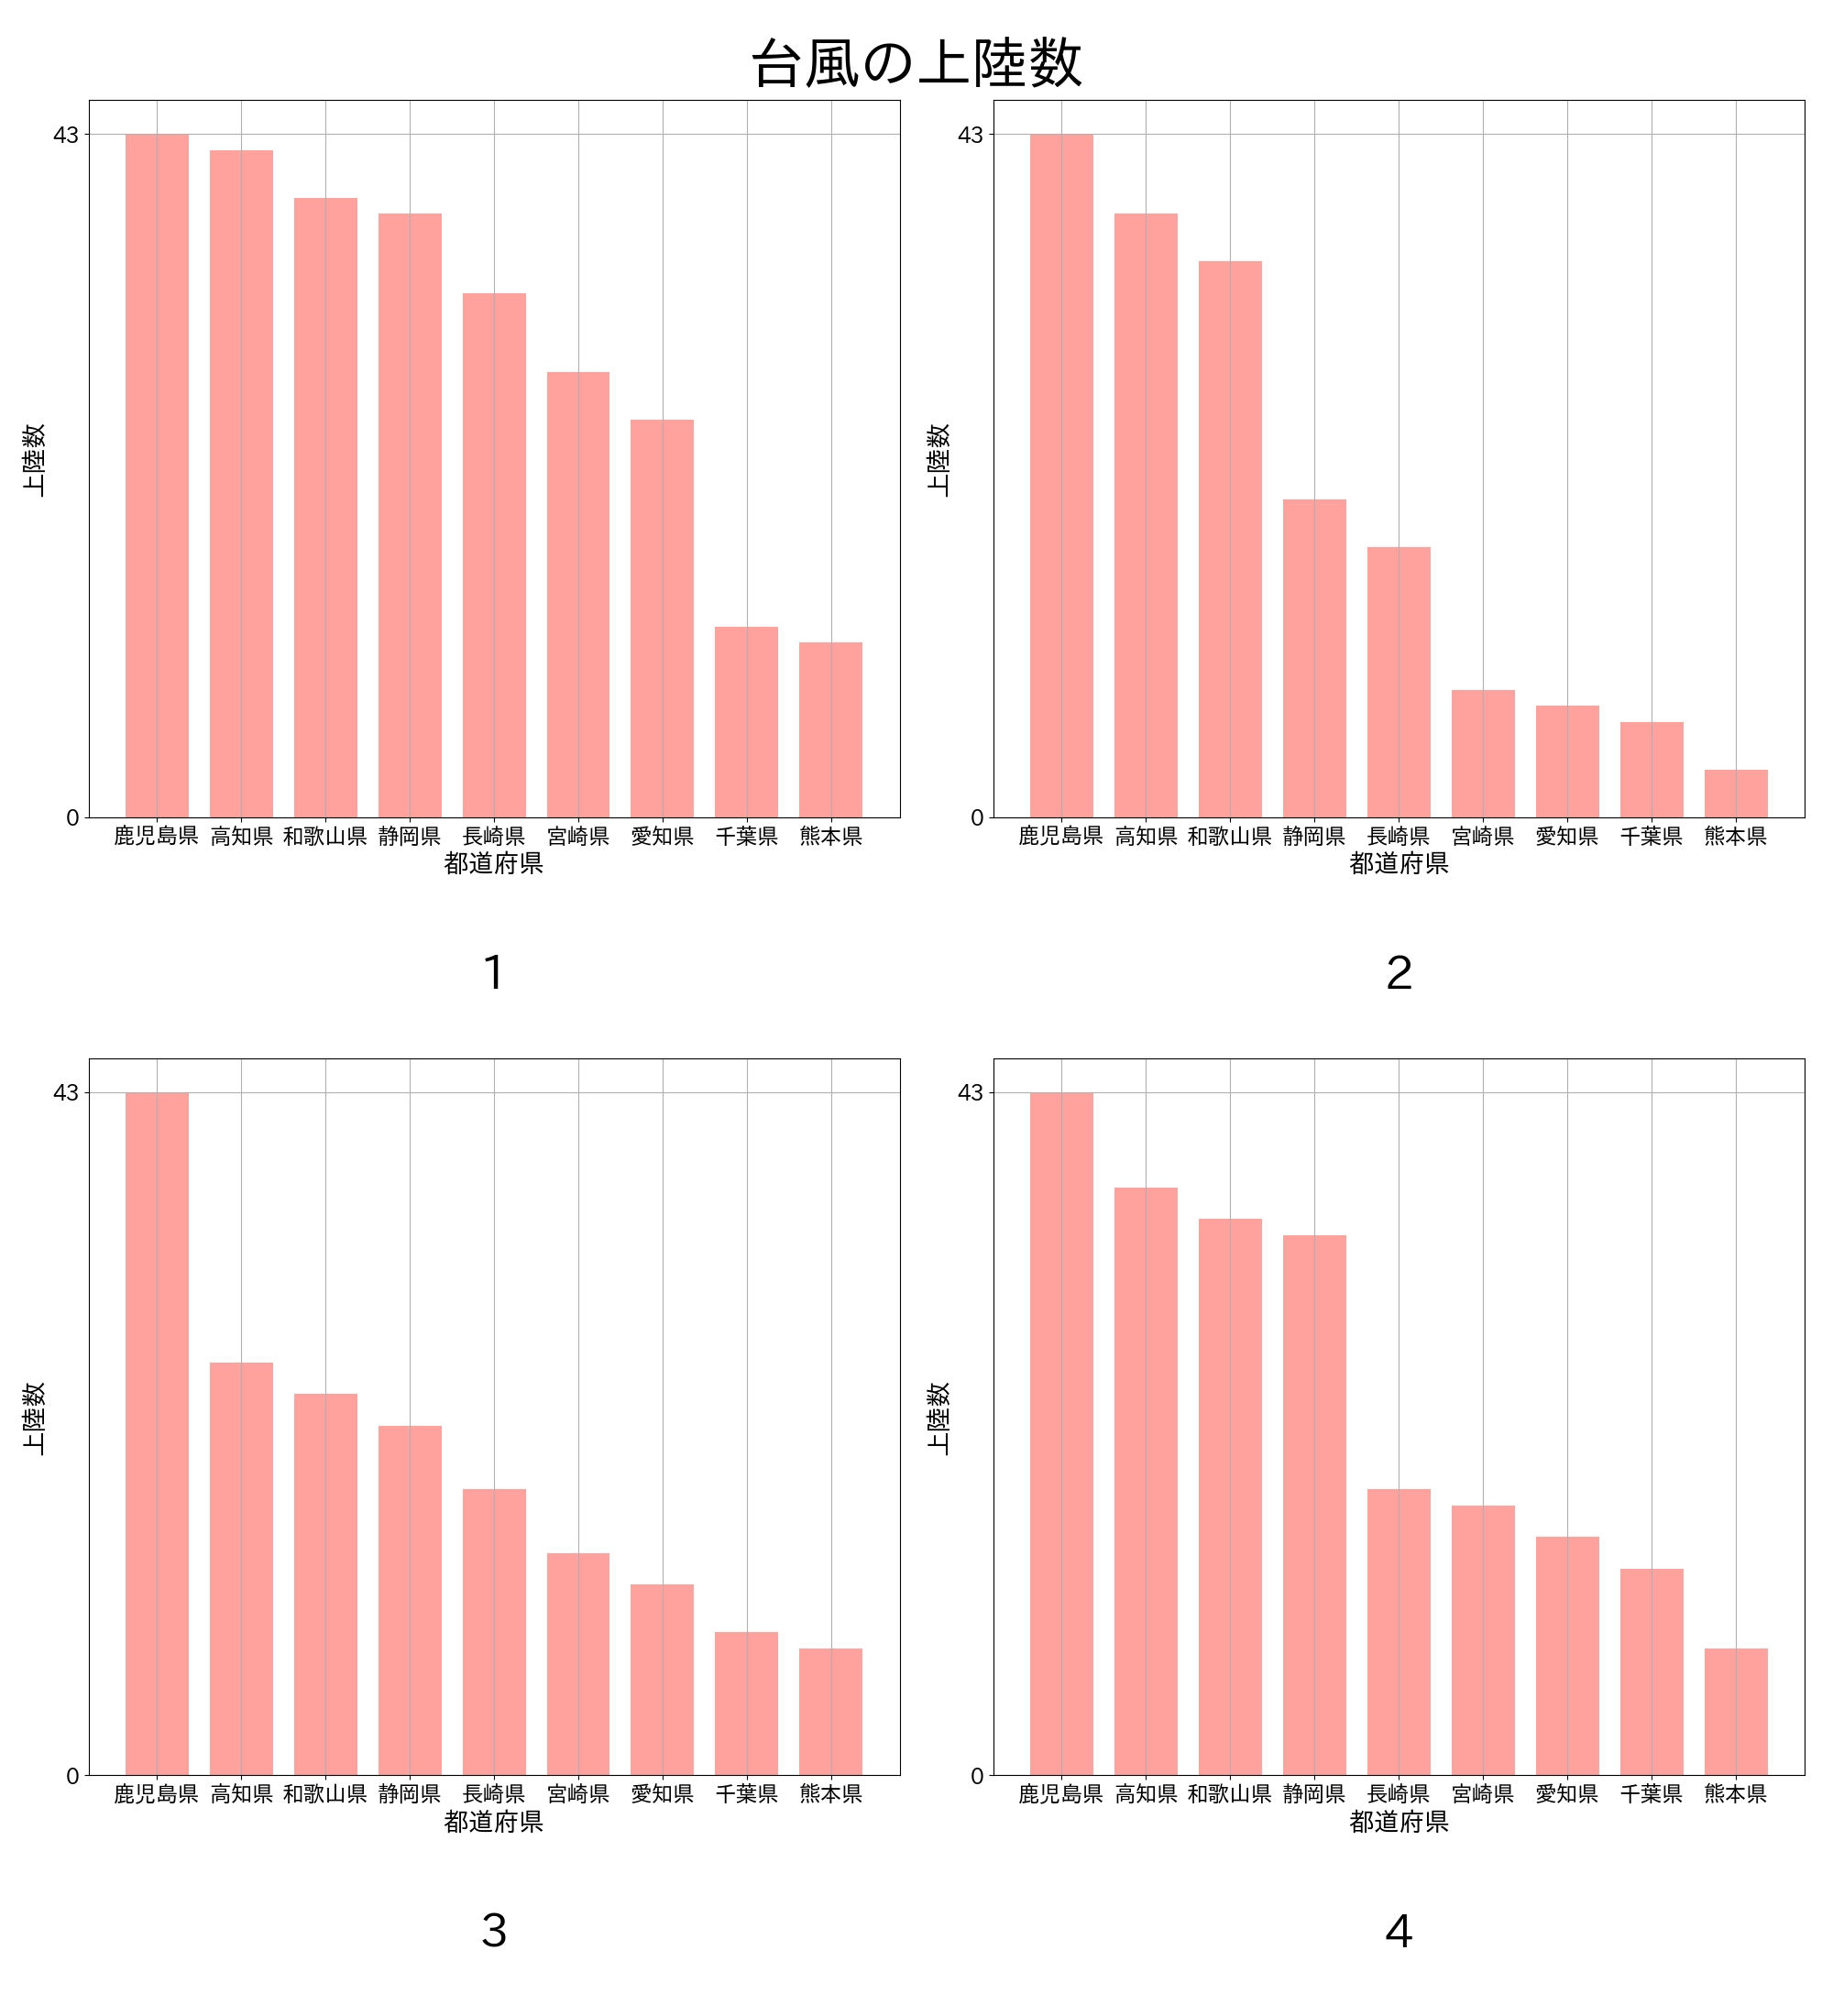 台風の上陸数
43
0
上陸数
鹿児島県 高知県 和歌山県 静岡県 長崎県 宮崎県 愛知県 千葉県 熊本県
都道府県
1
43
0
上陸数
鹿児島県 高知県 和歌山県 静岡県 長崎県 宮崎県 愛知県 千葉県 熊本県
都道府県
2
43
0
上陸数
鹿児島県 高知県 和歌山県 静岡県 長崎県 宮崎県 愛知県 千葉県 熊本県
都道府県
3
43
0
上陸数
鹿児島県 高知県 和歌山県 静岡県 長崎県 宮崎県 愛知県 千葉県 熊本県
都道府県
4